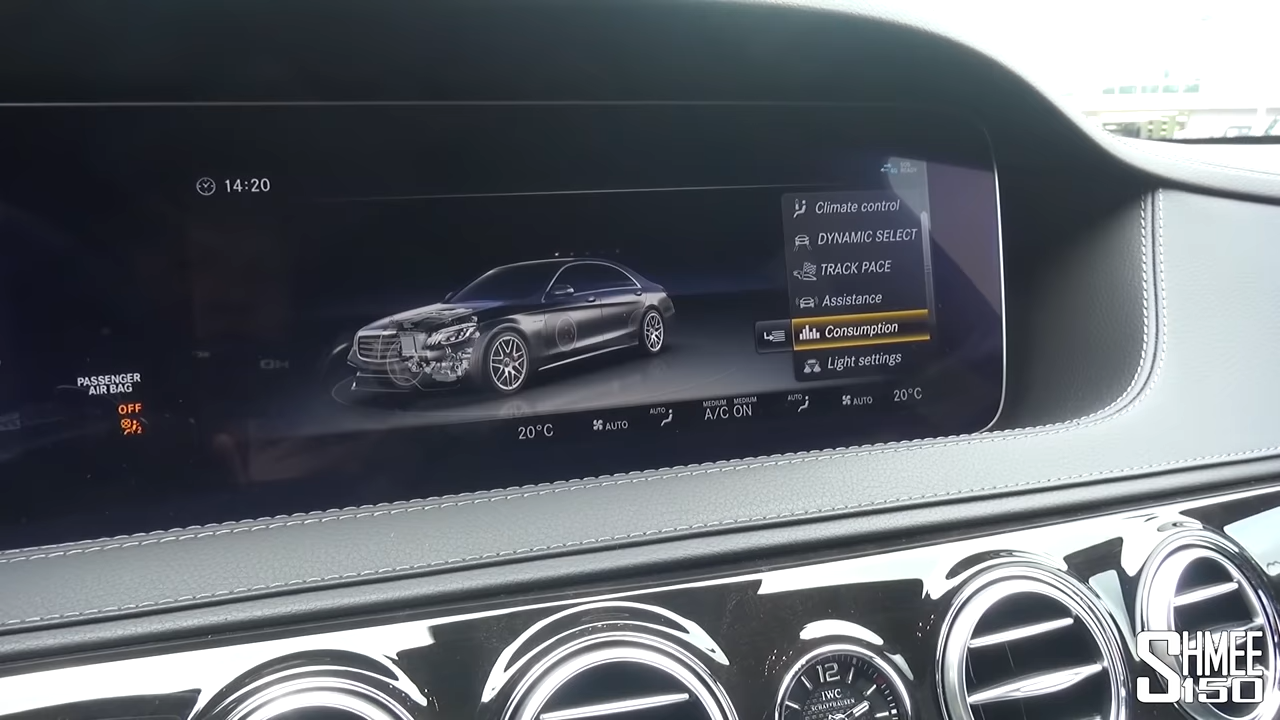 14:20
Climate control
DYNAMIC SELECT
TRACK PACE
Assistance
Consumption
Light settings
PASSENGER
AIR BAG
OFF
20°C
AUTO
AUTO
MEDIUM MEDIUM
A/C ON
AUTO
AUTO
20°C
12
IWC
SCHAFFHAUSEN
SHMEE
150